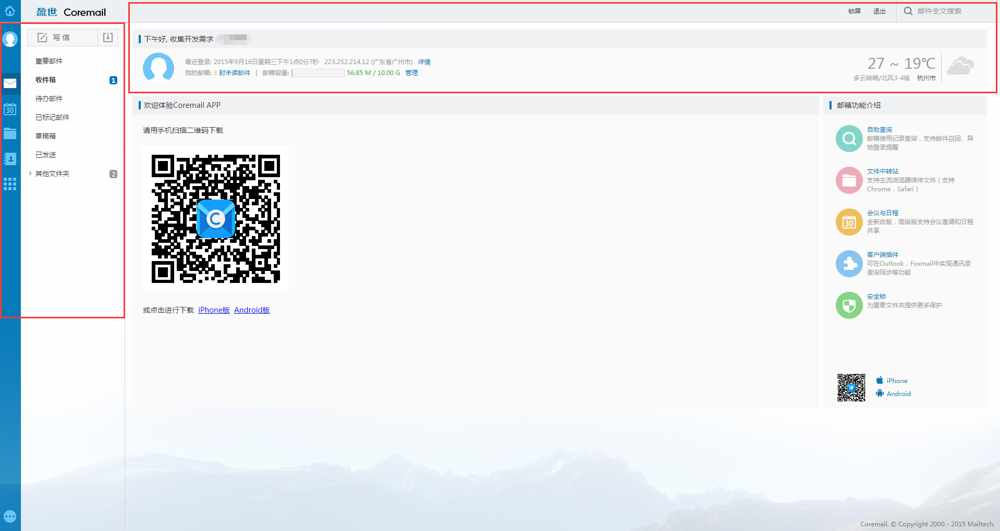 盈世 Coremail
锁屏 退出 邮件全文搜索
写 信
重要邮件
收件箱 1
30
待办邮件
已标记邮件
草稿箱
已发送
其他文件夹 2
下午好, 收集开发需求
最近登录: 2015年9月16日星期三下午1点0分7秒 223.252.214.12 (广东省广州市) 详情
我的邮箱: 3 封未读邮件 | 邮箱容量: 56.85 M / 10.00 G 管理
27 ~ 19℃
多云转晴/北风3-4级 杭州市
欢迎体验Coremail APP
请用手机扫描二维码下载
C
或点击进行下载 iPhone版 Android版
邮箱功能介绍
自助查询
邮箱使用记录查询，支持邮件召回、异
地登录提醒
文件中转站
支持主流浏览器续传文件（支持
Chrome，Safari ）
会议与日程
30
全新改版，高级版支持会议邀请和日程
共享
客户端插件
可在Outlook，Foxmail中实现通讯录
查询同步等功能
安全锁
为重要文件夹提供更多保护
iPhone
Android
Coremail. © Copyright 2000 - 2015 Mailtech.